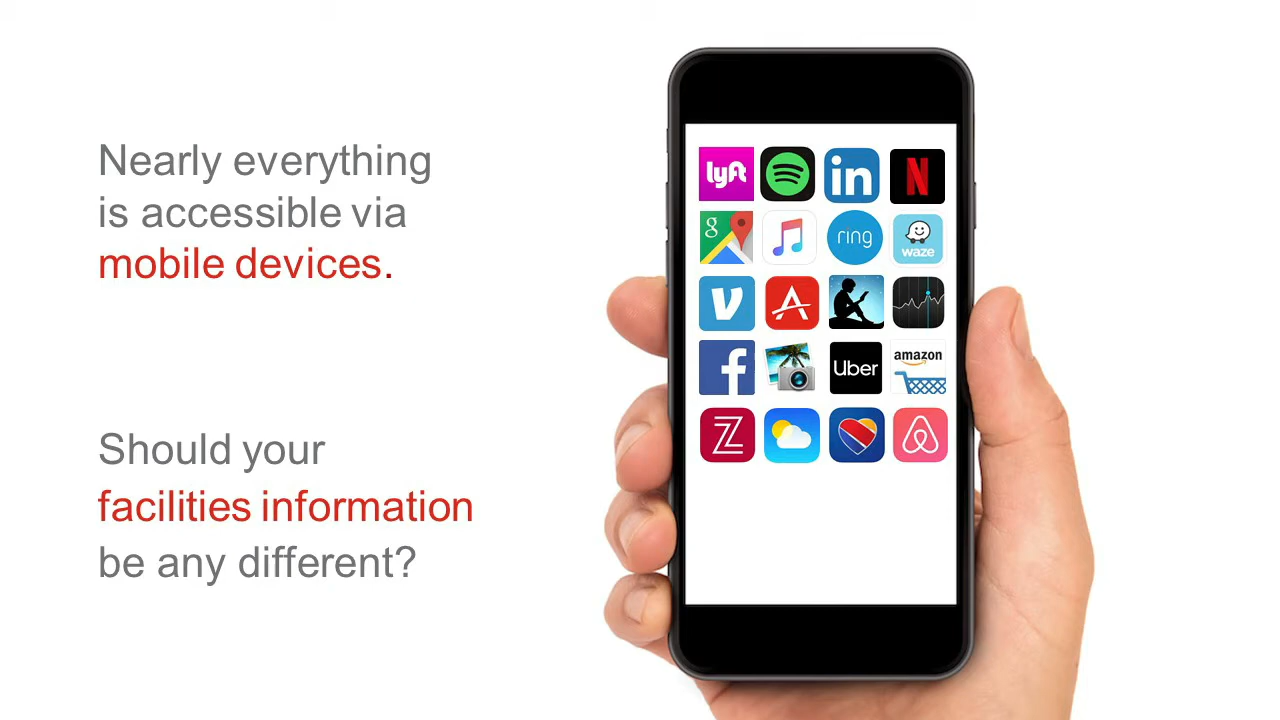 Nearly everything
is accessible via
mobile devices.
Should your
facilities information
be any different?
lyft
in N
g
ring
waze
V
f
Uber
amazon
Z